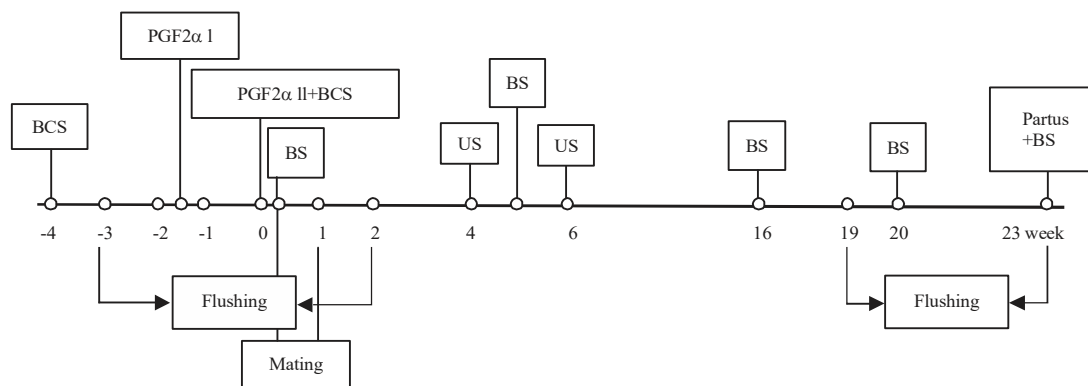 PGF2α l
PGF2α ll+BCS
BS
BCS
BS
US
US
BS
BS
Partus
+BS
-4
-3
-2
-1
0
1
2
4
6
16
19
20
23 week
Flushing
Flushing
Mating